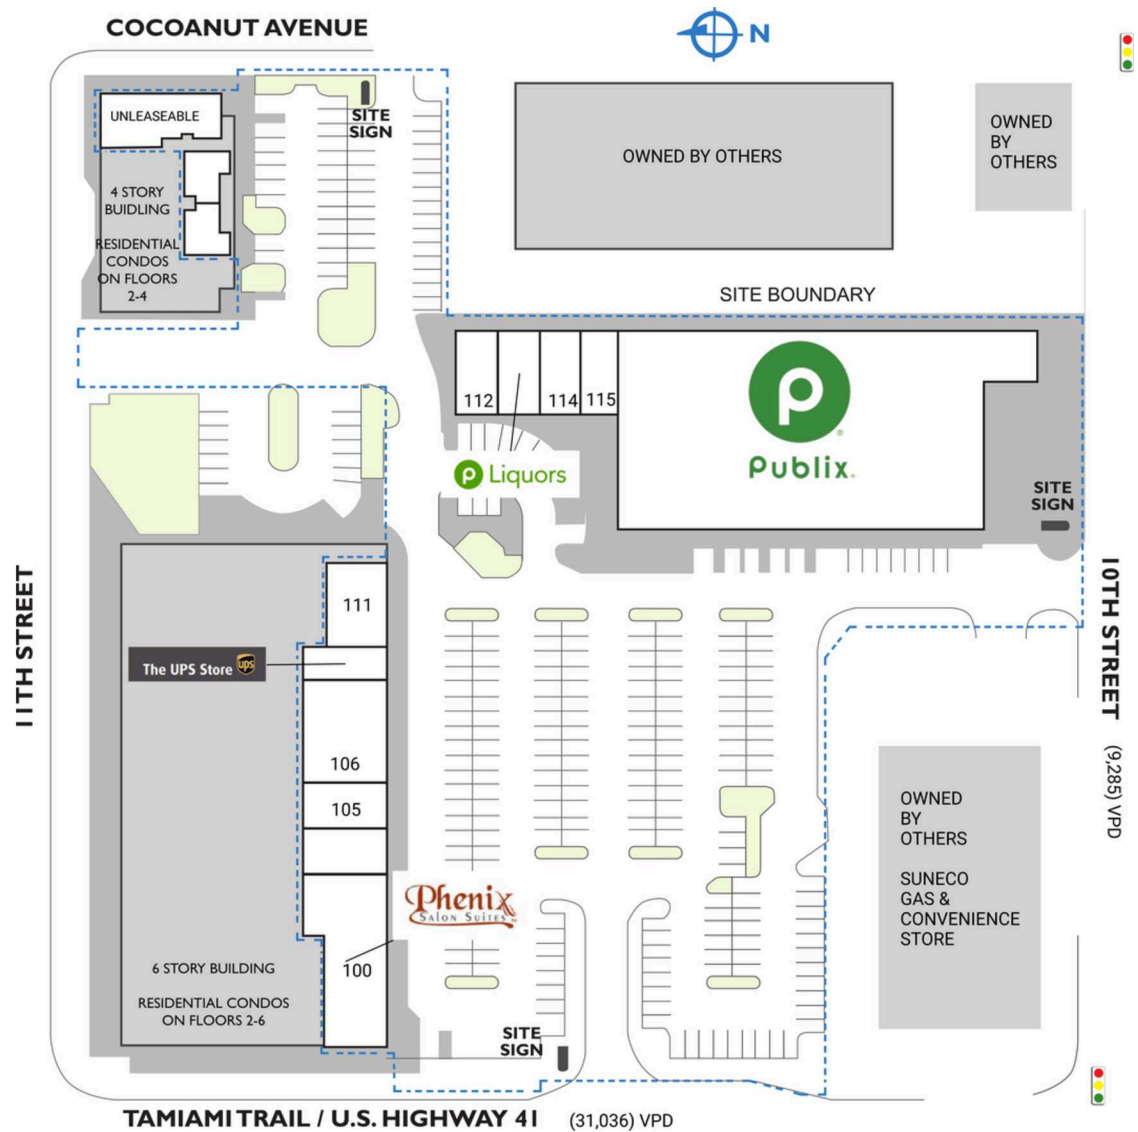 COCOANUT AVENUE
N
SITE
SIGN
UNLEASEABLE
4 STORY
BUIDLING
RESIDENTIAL
CONDOS
ON FLOORS
2-4
OWNED BY OTHERS
OWNED
BY
OTHERS
SITE BOUNDARY
112
114
115
p
Publix.
p Liquors
SITE
SIGN
11TH STREET
10TH STREET
(9,285) VPD
111
The UPS Store ups
106
105
Phenix
SALON SUITES
100
6 STORY BUILDING
RESIDENTIAL CONDOS
ON FLOORS 2-6
OWNED
BY
OTHERS
SUNECO
GAS &
CONVENIENCE
STORE
SITE
SIGN
TAMIAMI TRAIL / U.S. HIGHWAY 41 (31,036) VPD